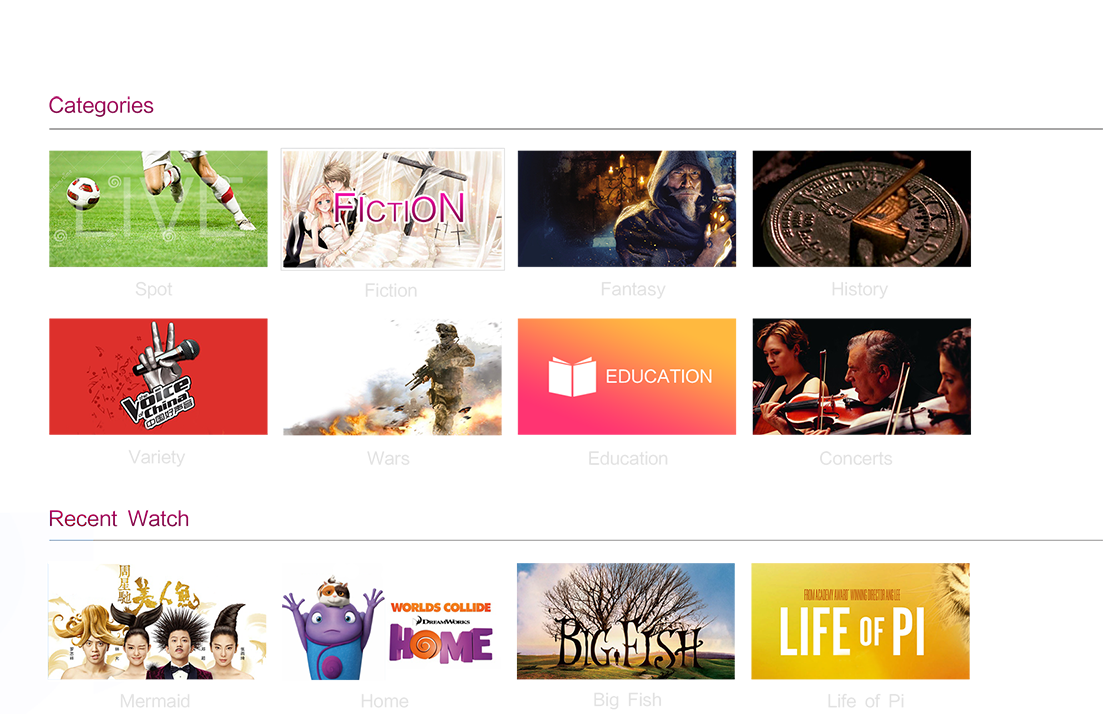 Categories
LIVE
FICTION
Spot
Fiction
Fantasy
History
the
Voice
of China
中国好声音
EDUCATION
Variety
Wars
Education
Concerts
Recent Watch
周星馳
美人鱼
WORLDS COLLIDE
DREAMWORKS
HOME
BIG FISH
FROM ACADEMY AWARD WINNING DIRECTOR ANG LEE
LIFE OF PI
Mermaid
Home
Big Fish
Life of Pi